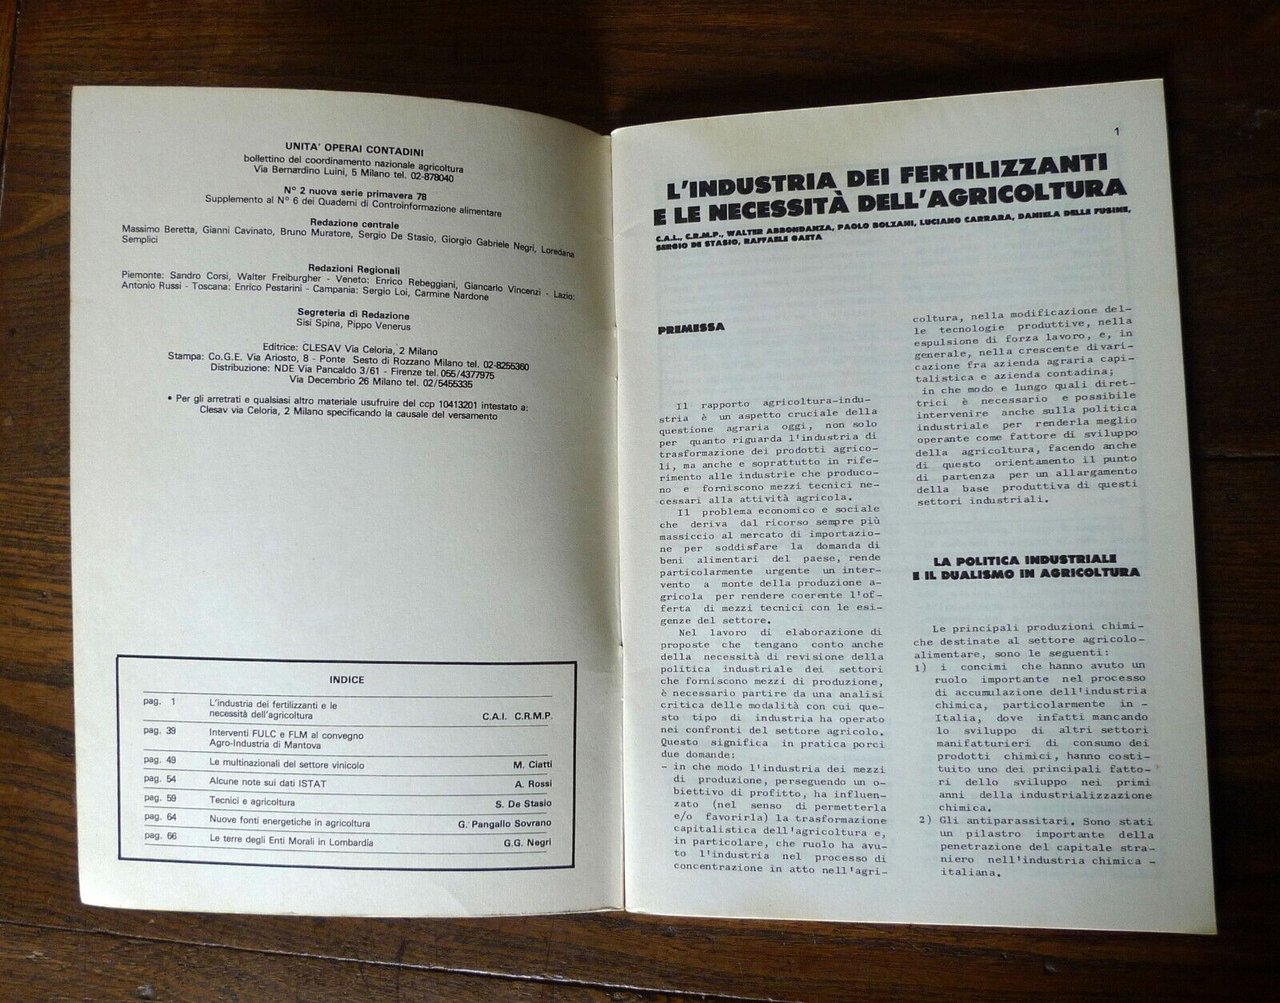 UNITA' OPERAI CONTADINI
bollettino del coordinamento nazionale agricoltura
Via Bernardino Luini, 5 Milano tel. 02-878040
N° 2 nuova serie primavera 78
Supplemento al N° 6 dei Quaderni di Controinformazione alimentare
Redazione centrale
Massimo Beretta, Gianni Cavinato, Bruno Muratore, Sergio De Stasio, Giorgio Gabriele Negri, Loredana
Semplici
Redazioni Regionali
Piemonte: Sandro Corsi, Walter Freiburgher - Veneto: Enrico Rebeggiani, Giancarlo Vincenzi - Lazio:
Antonio Russi - Toscana: Enrico Pestarini - Campania: Sergio Loi, Carmine Nardone
Segreteria di Redazione
Sisi Spina, Pippo Venerus
Editrice: CLESAV Via Celoria, 2 Milano
Stampa: Co.G.E. Via Ariosto, 8 - Ponte Sesto di Rozzano Milano tel. 02-8255360
Distribuzione: NDE Via Pancaldo 3/61 - Firenze tel. 055/4377975
Via Decembrio 26 Milano tel. 02/5455335
• Per gli arretrati e qualsiasi altro materiale usufruire del ccp 10413201 intestato a:
Clesav via Celoria, 2 Milano specificando la causale del versamento
INDICE
pag. 1 L'industria dei fertilizzanti e le
necessità dell'agricoltura C.A.I. C.R.M.P.
pag. 39 Interventi FULC e FLM al convegno
Agro-Industria di Mantova
pag. 49 Le multinazionali del settore vinicolo M. Ciatti
pag. 54 Alcune note sui dati ISTAT A. Rossi
pag. 59 Tecnici e agricoltura S. De Stasio
pag. 64 Nuove fonti energetiche in agricoltura G. Pangallo Sovrano
pag. 66 Le terre degli Enti Morali in Lombardia G.G. Negri
1
L'INDUSTRIA DEI FERTILIZZANTI
E LE NECESSITÀ DELL'AGRICOLTURA
C.A.I., C.R.M.P., WALTER ABBONDANZA, PAOLO BOLZANI, LUCIANO CARRARA, DANIELA DELLE FUSINE,
SERGIO DE STASIO, RAFFAELE GAETA
PREMESSA
Il rapporto agricoltura-indu-
stria è un aspetto cruciale della
questione agraria oggi, non solo
per quanto riguarda l'industria di
trasformazione dei prodotti agrico-
li, ma anche e soprattutto in rife-
rimento alle industrie che produco-
no e forniscono mezzi tecnici ne-
cessari alla attività agricola.
Il problema economico e sociale
che deriva dal ricorso sempre più
massiccio al mercato di importazio-
ne per soddisfare la domanda di
beni alimentari del paese, rende
particolarmente urgente un inter-
vento a monte della produzione a-
gricola per rendere coerente l'of-
ferta di mezzi tecnici con le esi-
genze del settore.
Nel lavoro di elaborazione di
proposte che tengano conto anche
della necessità di revisione della
politica industriale dei settori
che forniscono mezzi di produzione,
è necessario partire da una analisi
critica delle modalità con cui que-
sto tipo di industria ha operato
nei confronti del settore agricolo.
Questo significa in pratica porci
due domande:
- in che modo l'industria dei mezzi
di produzione, perseguendo un o-
biettivo di profitto, ha influen-
zato (nel senso di permetterla
e/o favorirla) la trasformazione
capitalistica dell'agricoltura e,
in particolare, che ruolo ha avu-
to l'industria nel processo di
concentrazione in atto nell'agri-
coltura, nella modificazione del-
le tecnologie produttive, nella
espulsione di forza lavoro, e, in
generale, nella crescente divari-
cazione fra azienda agraria capi-
talistica e azienda contadina;
in che modo e lungo quali diret-
trici è necessario e possibile
intervenire anche sulla politica
industriale per renderla meglio
operante come fattore di sviluppo
della agricoltura, facendo anche
di questo orientamento il punto
di partenza per un allargamento
della base produttiva di questi
settori industriali.
LA POLITICA INDUSTRIALE
E IL DUALISMO IN AGRICOLTURA
Le principali produzioni chimi-
che destinate al settore agricolo-
alimentare, sono le seguenti:
1) i concimi che hanno avuto un
ruolo importante nel processo
di accumulazione dell'industria
chimica, particolarmente in -
Italia, dove infatti mancando
lo sviluppo di altri settori
manifatturieri di consumo dei
prodotti chimici, hanno costi-
tuito uno dei principali fatto-
ri dello sviluppo nei primi
anni della industrializzazione
chimica.
2) Gli antiparassitari. Sono stati
un pilastro importante della
penetrazione del capitale stra-
niero nell'industria chimica -
italiana.